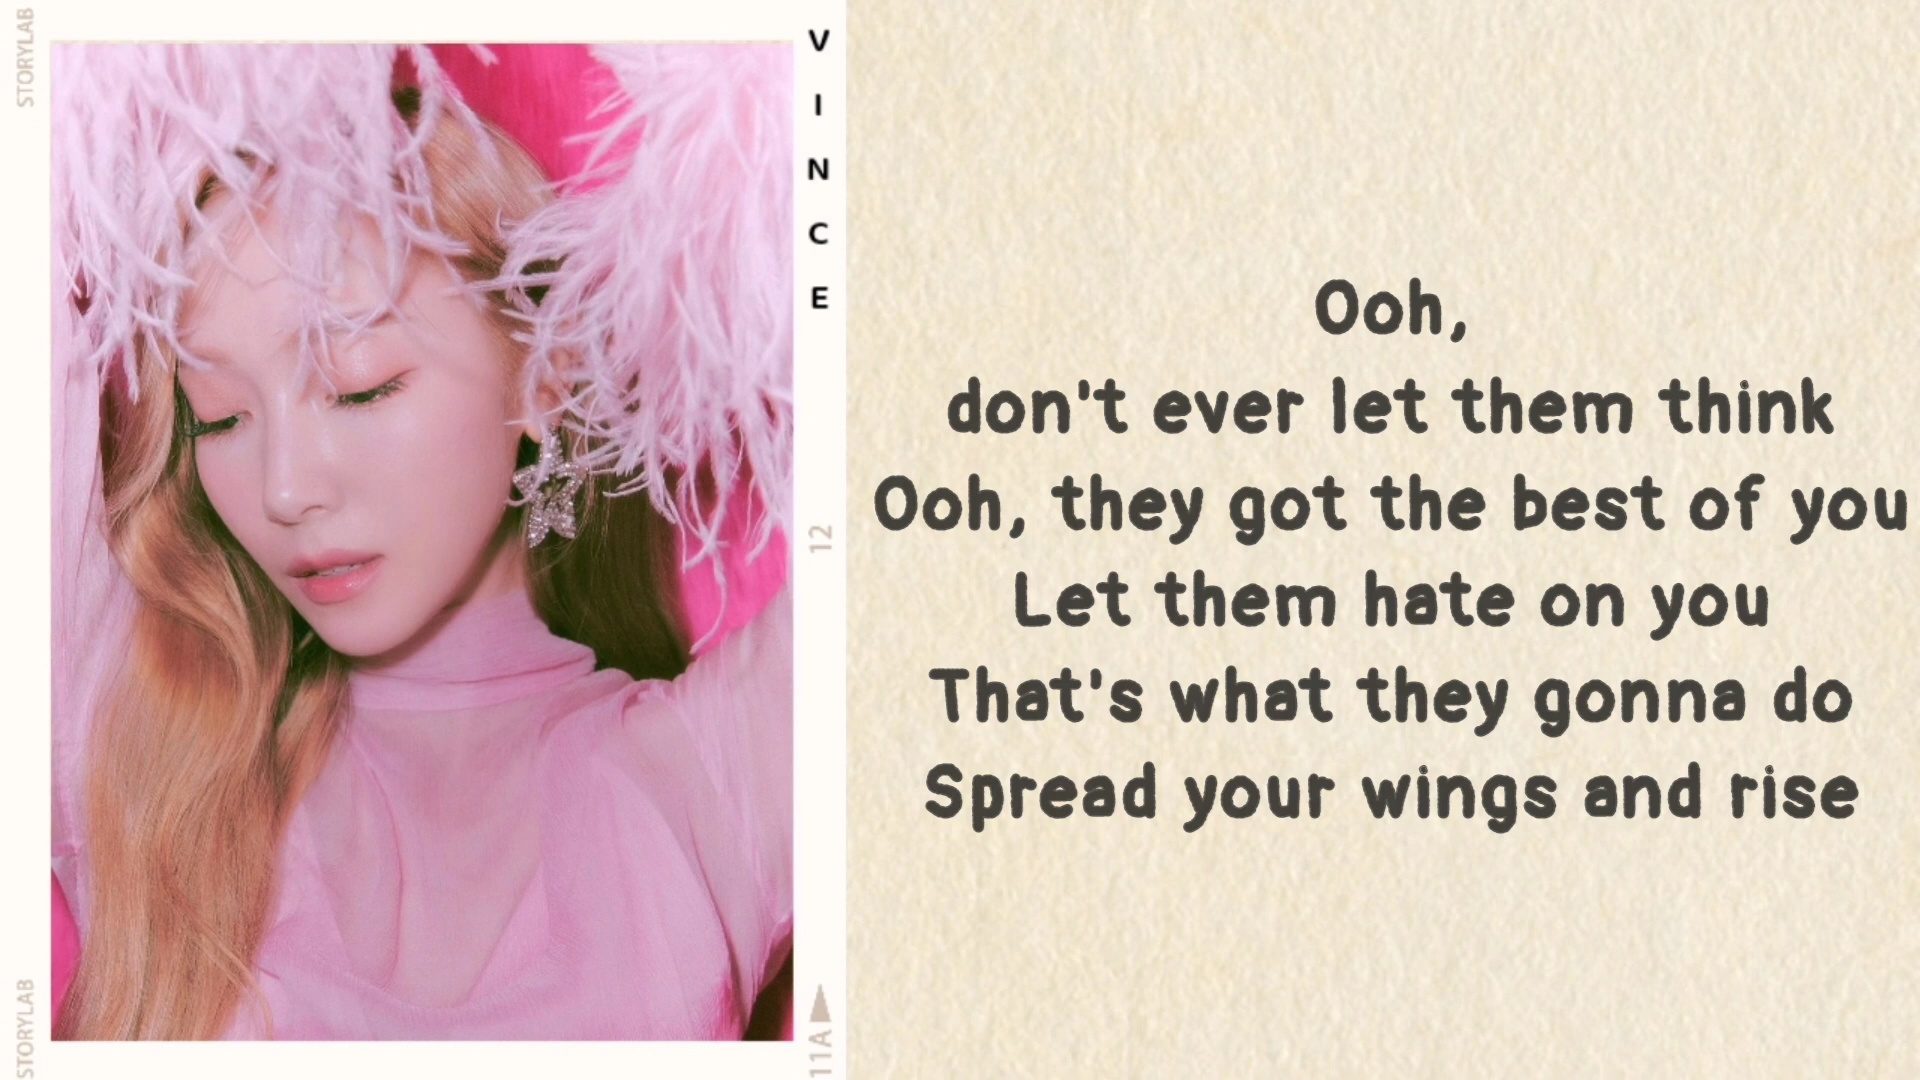 STORYLAB
STORYLAB
VINCE
12
11A
Ooh,
don't ever let them think
Ooh, they got the best of you
Let them hate on you
That's what they gonna do
Spread your wings and rise